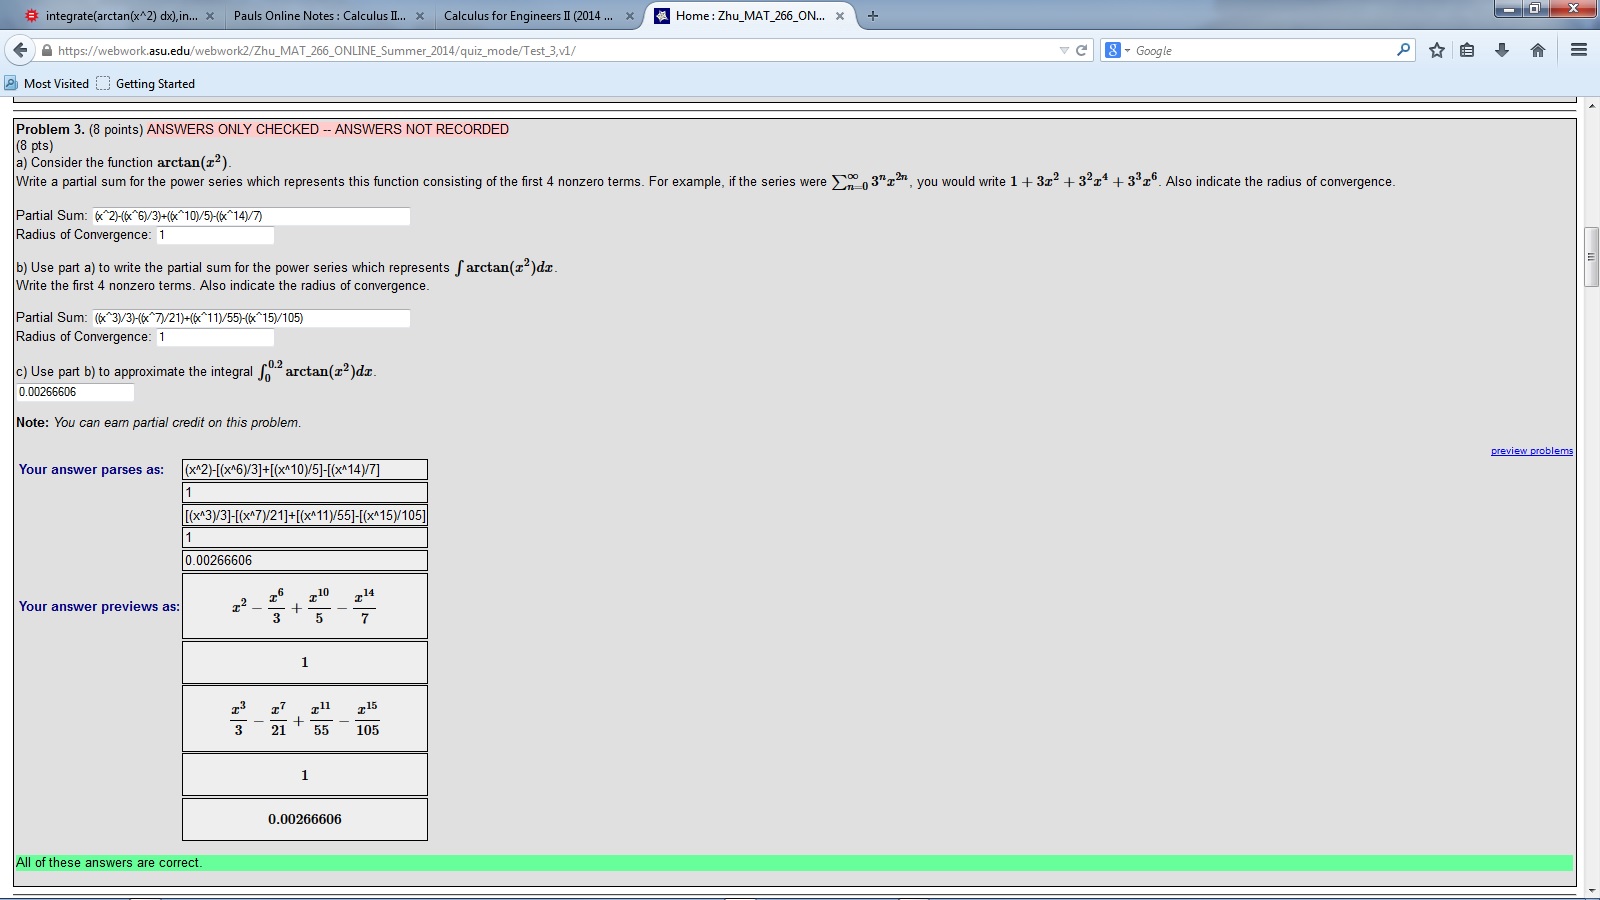 integrate(arctan(x^2) dx),in... × Pauls Online Notes : Calculus II... × Calculus for Engineers II (2014 ... × Home : Zhu_MAT_266_ON... × +
https://webwork.asu.edu/webwork2/Zhu_MAT_266_ONLINE_Summer_2014/quiz_mode/Test_3,v1/ 8 Google
Most Visited Getting Started
Problem 3. (8 points) ANSWERS ONLY CHECKED -- ANSWERS NOT RECORDED
(8 pts)
a) Consider the function arctan(x^2).
Write a partial sum for the power series which represents this function consisting of the first 4 nonzero terms. For example, if the series were ∑_{n=0}^{∞} 3^n x^{2n}, you would write 1 + 3x^2 + 3^2x^4 + 3^3x^6. Also indicate the radius of convergence.
Partial Sum: (x^2)-((x^6)/3)+((x^10)/5)-((x^14)/7)
Radius of Convergence: 1
b) Use part a) to write the partial sum for the power series which represents ∫ arctan(x^2)dx.
Write the first 4 nonzero terms. Also indicate the radius of convergence.
Partial Sum: ((x^3)/3)-((x^7)/21)+((x^11)/55)-((x^15)/105)
Radius of Convergence: 1
c) Use part b) to approximate the integral ∫_0^{0.2} arctan(x^2)dx.
0.00266606
Note: You can earn partial credit on this problem.
preview problems
Your answer parses as: (x^2)-[(x^6)/3]+[(x^10)/5]-[(x^14)/7]
1
[(x^3)/3]-[(x^7)/21]+[(x^11)/55]-[(x^15)/105]
1
0.00266606
Your answer previews as: x^2 − x^6/3 + x^10/5 − x^14/7
1
x^3/3 − x^7/21 + x^11/55 − x^15/105
1
0.00266606
All of these answers are correct.